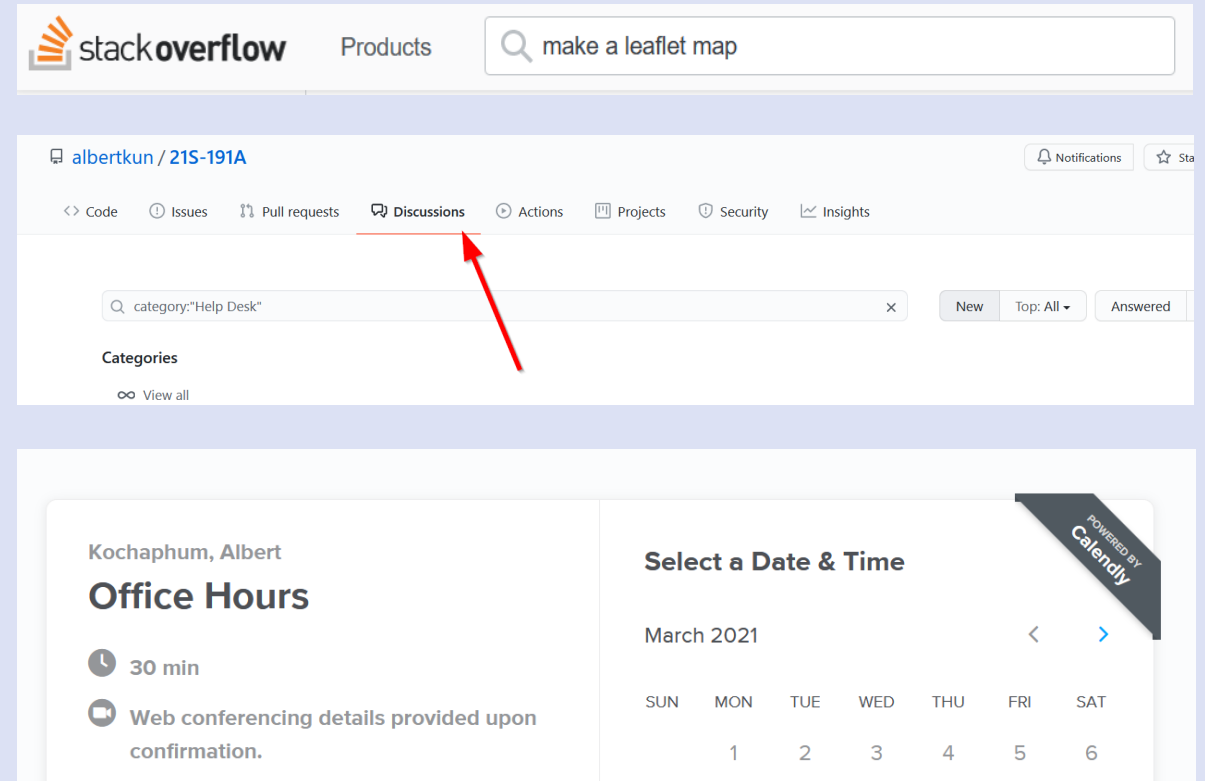 stackoverflow Products make a leaflet map
albertkun / 21S-191A Notifications Sta
Code Issues Pull requests Discussions Actions Projects Security Insights
category:"Help Desk" New Top: All Answered
Categories
View all
POWERED BY
Calendly
Kochaphum, Albert
Office Hours
30 min
Web conferencing details provided upon
confirmation.
Select a Date & Time
March 2021
SUN MON TUE WED THU FRI SAT
1 2 3 4 5 6